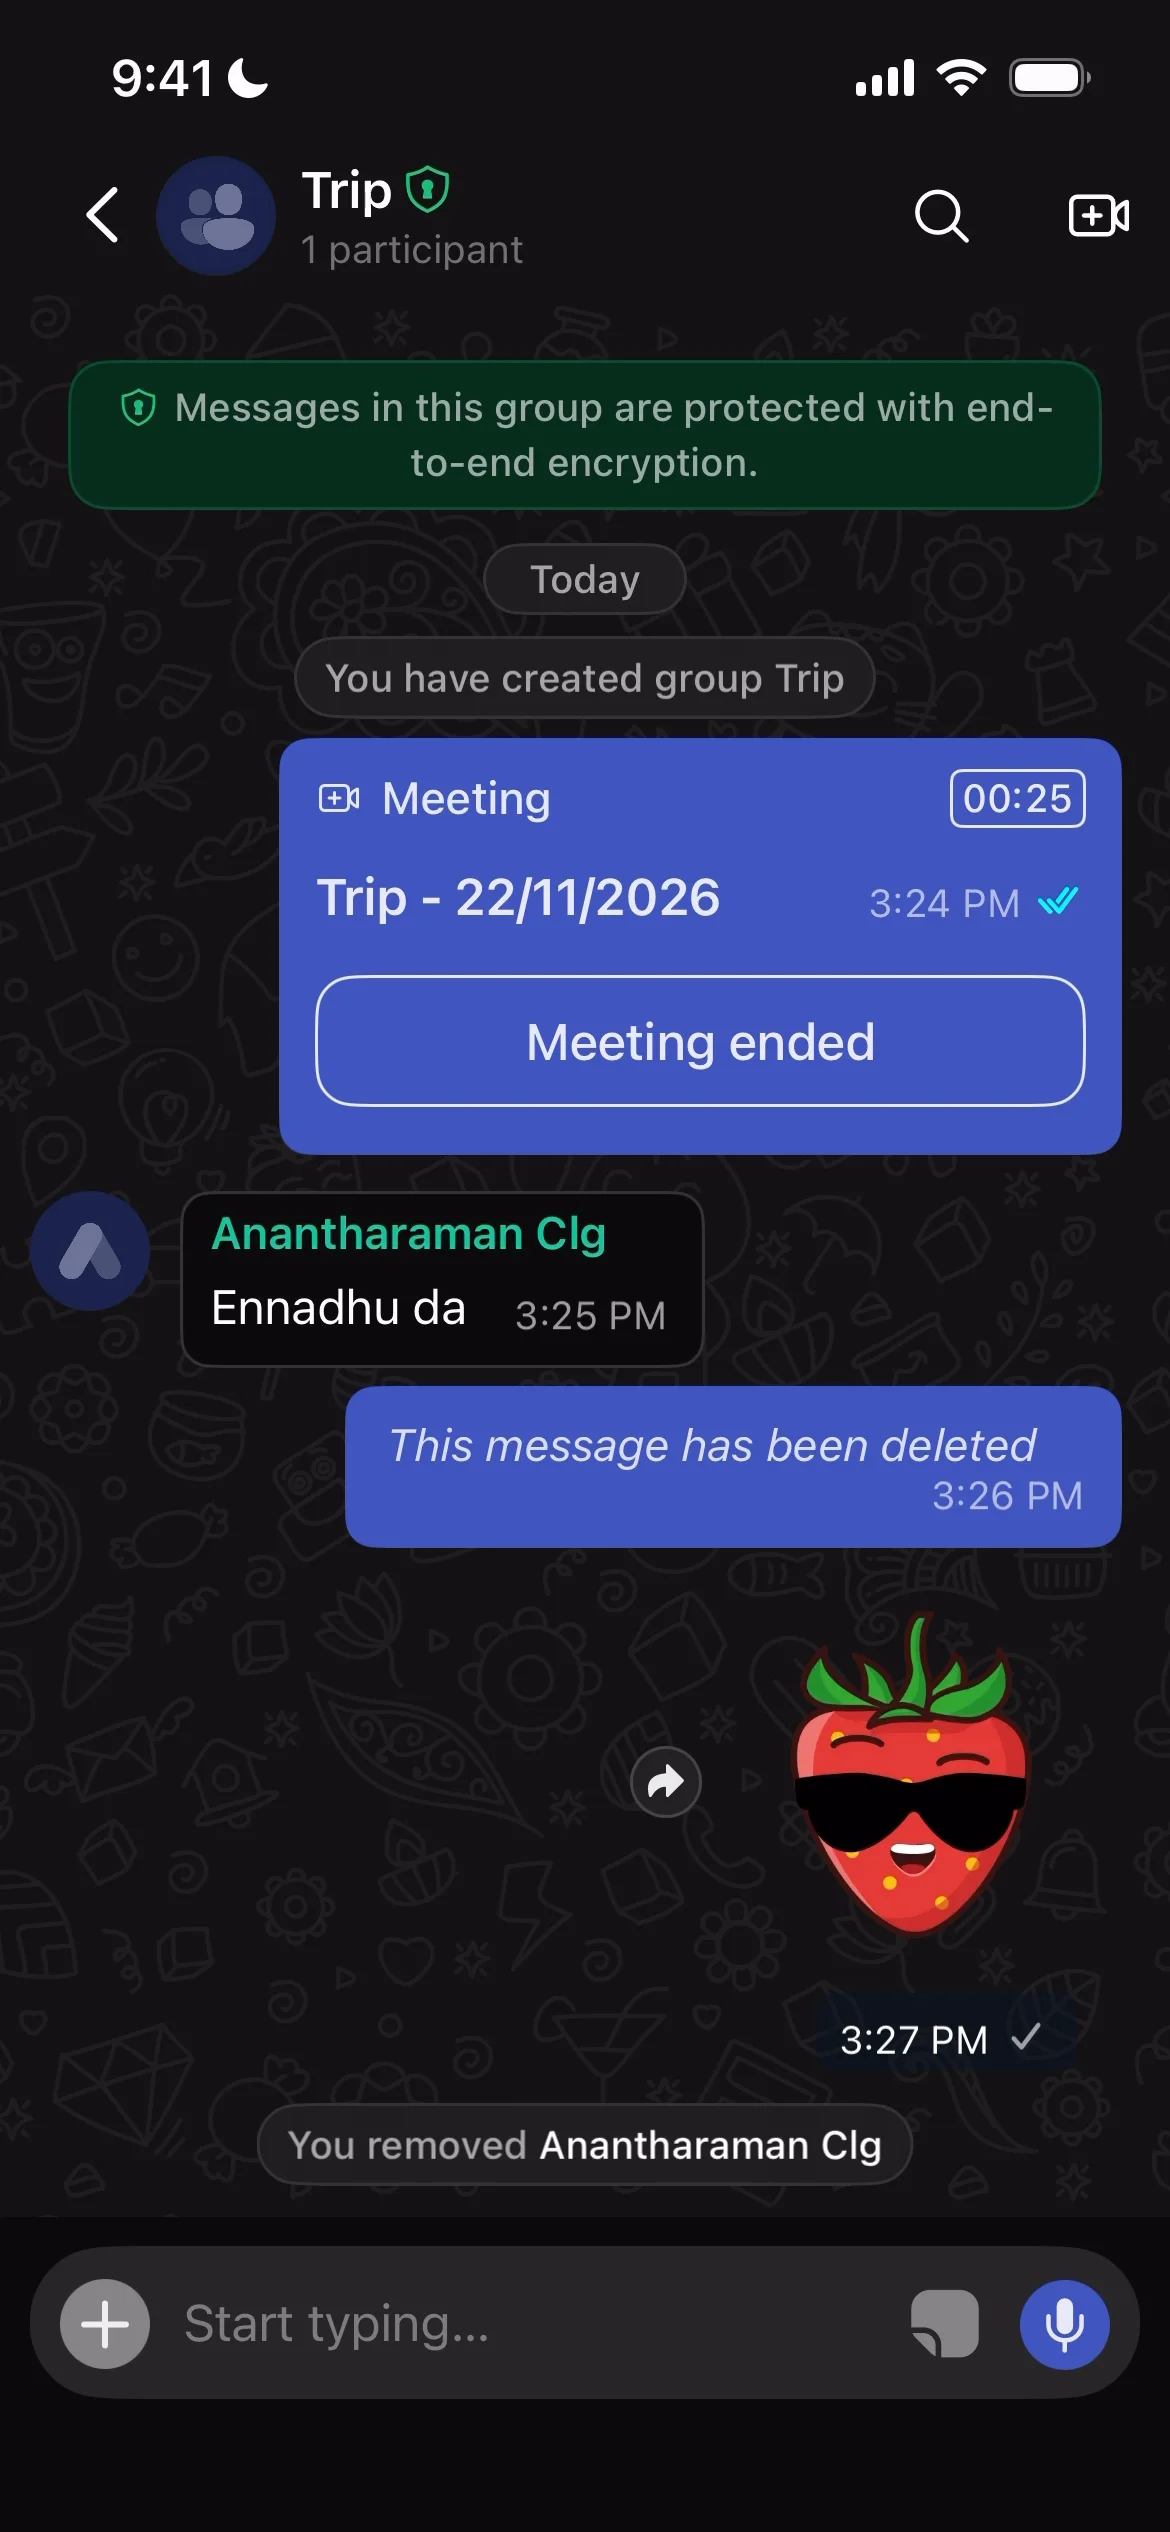 9:41
Trip
1 participant
Messages in this group are protected with end-
to-end encryption.
Today
You have created group Trip
Meeting
00:25
Trip - 22/11/2026
3:24 PM
Meeting ended
Anantharaman Clg
Ennadhu da
3:25 PM
This message has been deleted
3:26 PM
3:27 PM
You removed Anantharaman Clg
Start typing...